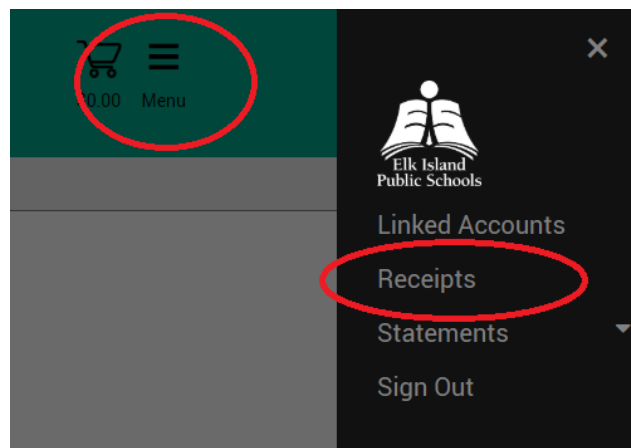 $0.00 Menu
Elk Island
Public Schools
Linked Accounts
Receipts
Statements
Sign Out